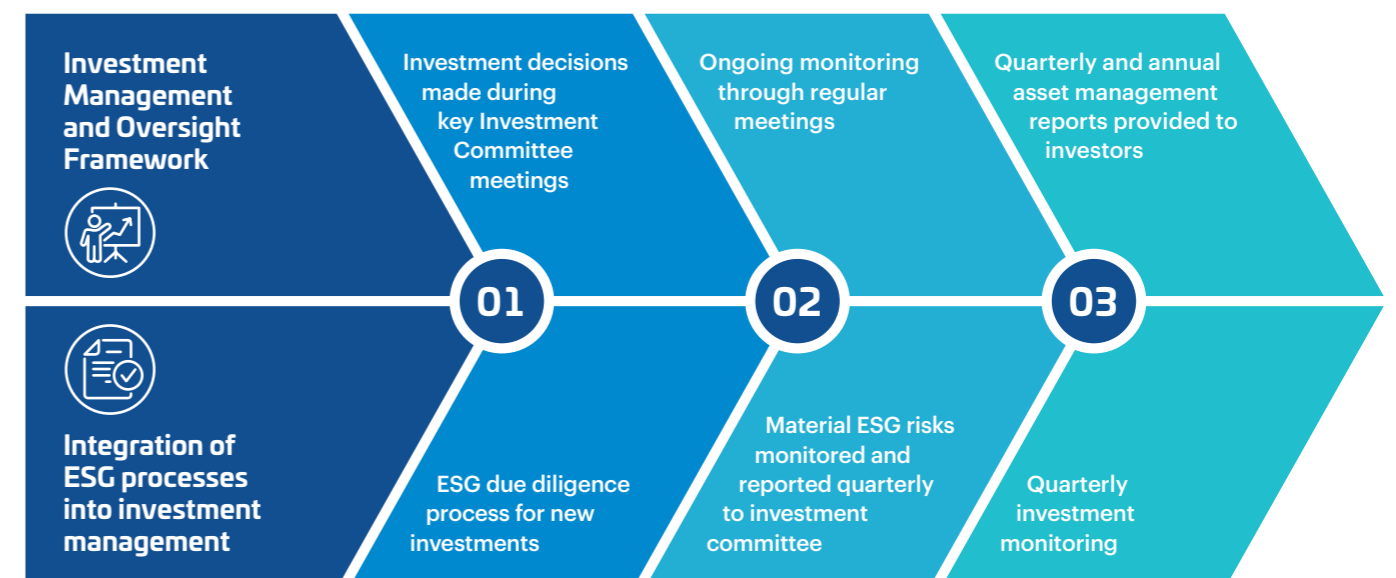 Investment
Management
and Oversight
Framework
Investment decisions
made during
key Investment
Committee
meetings
Ongoing monitoring
through regular
meetings
Quarterly and annual
asset management
reports provided to
investors
01
02
03
Integration of
ESG processes
into investment
management
ESG due diligence
process for new
investments
Material ESG risks
monitored and
reported quarterly
to investment
committee
Quarterly
investment
monitoring